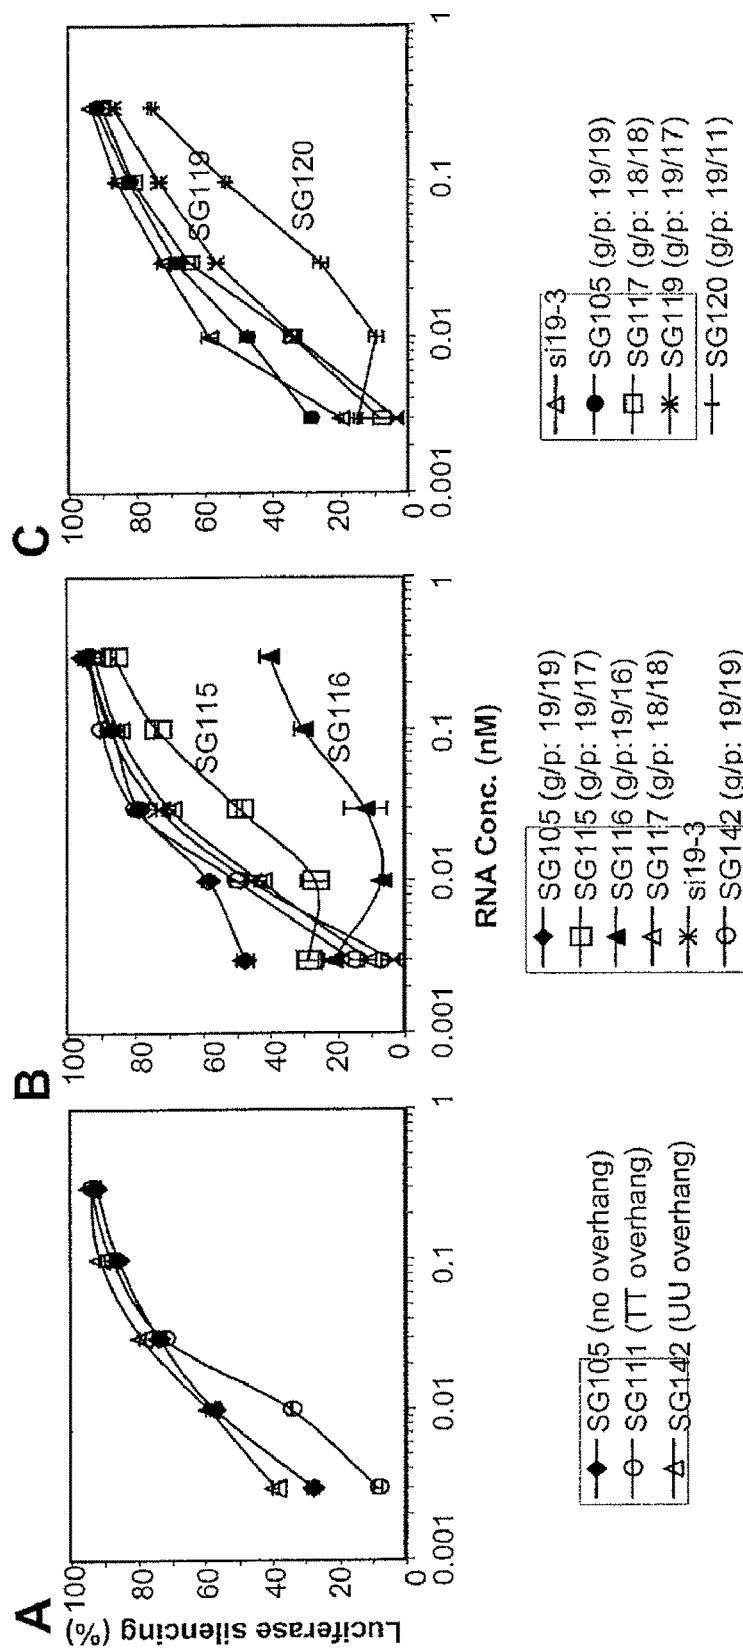 A
Luciferase silencing (%)
100
80
60
40
20
0
0.001
0.01
0.1
1
SG105 (no overhang)
SG111 (TT overhang)
SG142 (UU overhang)
B
100
80
60
40
20
0
SG115
SG116
0.001
0.01
0.1
1
RNA Conc. (nM)
SG105 (g/p: 19/19)
SG115 (g/p: 19/17)
SG116 (g/p:19/16)
SG117 (g/p: 18/18)
si19-3
SG142 (g/p: 19/19)
C
100
80
60
40
20
0
SG119
SG120
0.001
0.01
0.1
1
si19-3
SG105 (g/p: 19/19)
SG117 (g/p: 18/18)
SG119 (g/p: 19/17)
SG120 (g/p: 19/11)